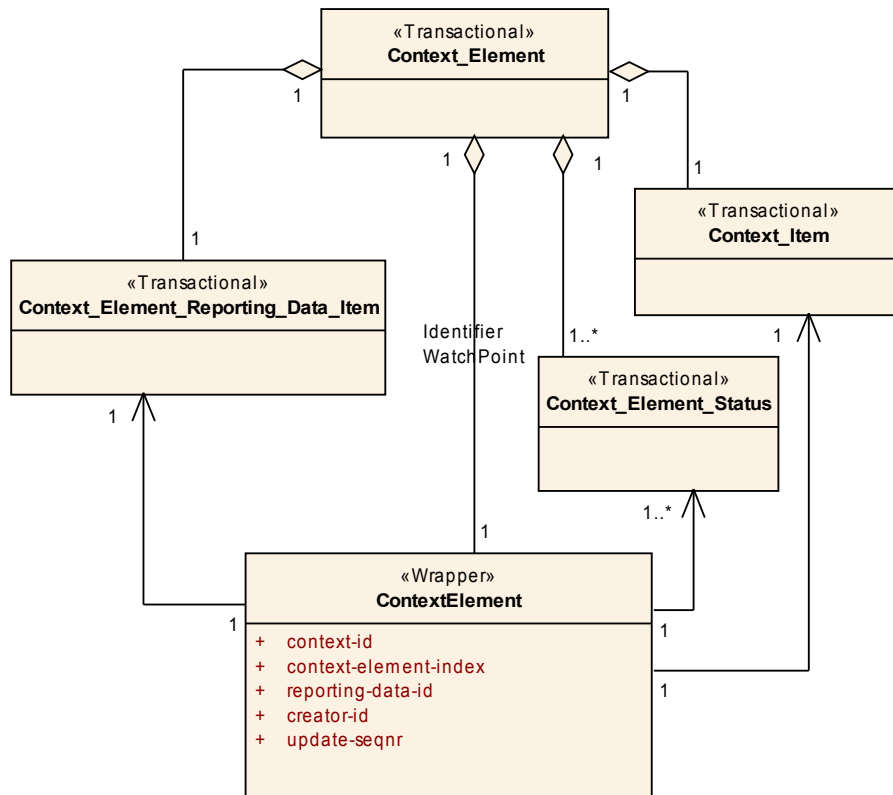 «Transactional»
Context_Element
1
1
1
1
1
«Transactional»
Context_Item
1
«Transactional»
Context_Element_Reporting_Data_Item
Identifier
WatchPoint
1..*
1
«Transactional»
Context_Element_Status
1
1..*
1
«Wrapper»
ContextElement
1
1
+ context-id
+ context-element-index
+ reporting-data-id
+ creator-id
+ update-seqnr
1